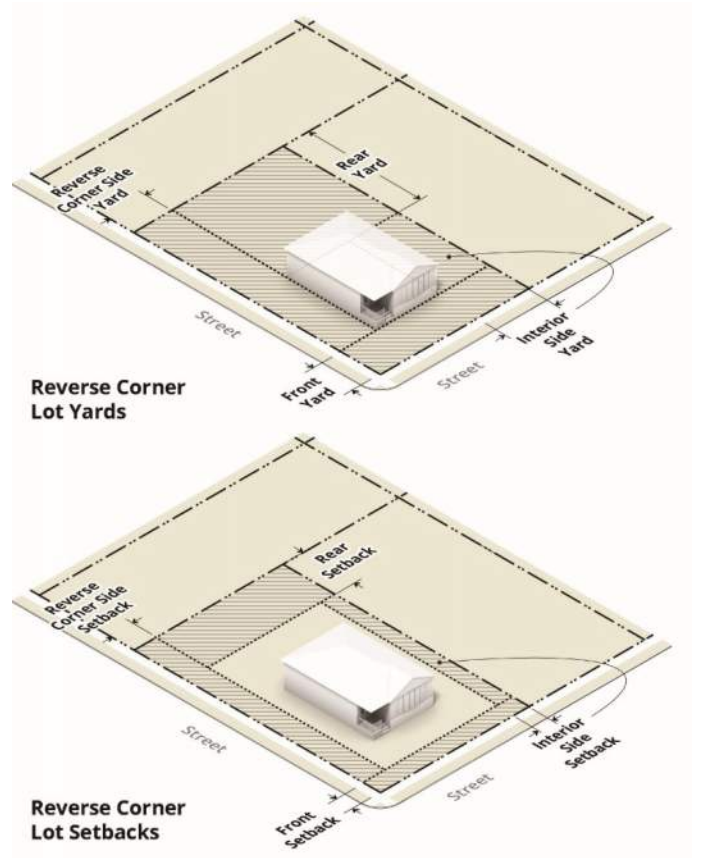 Rear
Yard
Reverse
Corner Side
Yard
Street
Interior
Side
Yard
Street
Front
Yard
Reverse Corner
Lot Yards
Rear
Setback
Reverse
Corner Side
Setback
Street
Interior
Side
Setback
Street
Front
Setback
Reverse Corner
Lot Setbacks